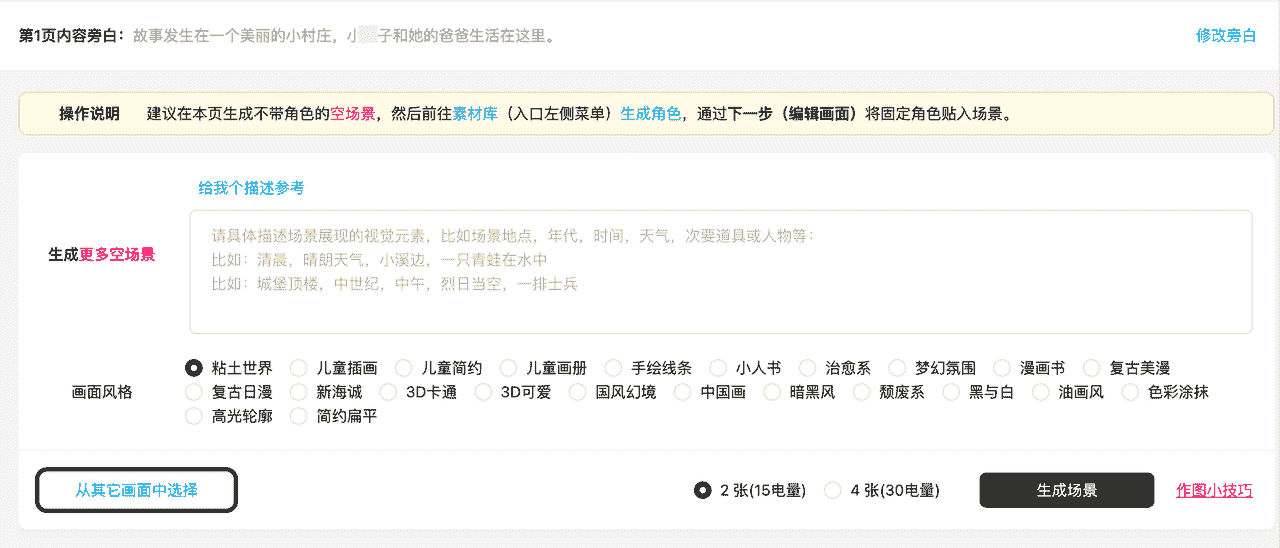 第1页内容旁白：故事发生在一个美丽的小村庄，小 子和她的爸爸生活在这里。 修改旁白
操作说明 建议在本页生成不带角色的空场景，然后前往素材库（入口左侧菜单）生成角色，通过下一步（编辑画面）将固定角色贴入场景。
给我个描述参考
生成更多空场景
请具体描述场景展现的视觉元素，比如场景地点，年代，时间，天气，次要道具或人物等：
比如：清晨，晴朗天气，小溪边，一只青蛙在水中
比如：城堡顶楼，中世纪，中午，烈日当空，一排士兵
画面风格
粘土世界 儿童插画 儿童简约 儿童画册 手绘线条 小人书 治愈系 梦幻氛围 漫画书 复古美漫
复古日漫 新海诚 3D卡通 3D可爱 国风幻境 中国画 暗黑风 颓废系 黑与白 油画风 色彩涂抹
高光轮廓 简约扁平
从其它画面中选择 2 张(15电量) 4 张(30电量) 生成场景 作图小技巧